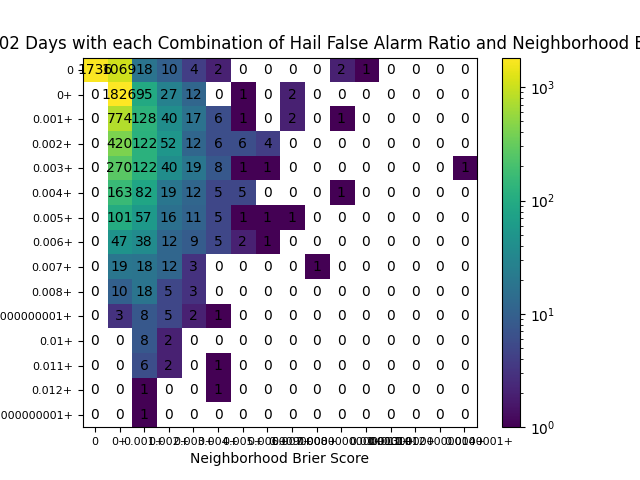 02 Days with each Combination of Hail False Alarm Ratio and Neighborhood
0 1736 1069 18 10 4 2 0 0 0 0 2 1 0 0 0 0
0+ 0 1826 95 27 12 0 1 0 2 0 0 0 0 0 0 0
0.001+ 0 774 128 40 17 6 1 0 2 0 1 0 0 0 0 0
0.002+ 0 420 122 52 12 6 6 4 0 0 0 0 0 0 0 0
0.003+ 0 270 122 40 19 8 1 1 0 0 0 0 0 0 0 1
0.004+ 0 163 82 19 12 5 5 0 0 0 1 0 0 0 0 0
0.005+ 0 101 57 16 11 5 1 1 1 0 0 0 0 0 0 0
0.006+ 0 47 38 12 9 5 2 1 0 0 0 0 0 0 0 0
0.007+ 0 19 18 12 3 0 0 0 0 1 0 0 0 0 0 0
0.008+ 0 10 18 5 3 0 0 0 0 0 0 0 0 0 0 0
000000001+ 0 3 8 5 2 1 0 0 0 0 0 0 0 0 0 0
0.01+ 0 0 8 2 0 0 0 0 0 0 0 0 0 0 0 0
0.011+ 0 0 6 2 0 1 0 0 0 0 0 0 0 0 0 0
0.012+ 0 0 1 0 0 1 0 0 0 0 0 0 0 0 0 0
000000001+ 0 0 1 0 0 0 0 0 0 0 0 0 0 0 0 0
0 0+ 0.001+ 0.002+ 0.003+ 0.004+ 0.005+
Neighborhood Brier Score
10³
10²
10¹
10⁰